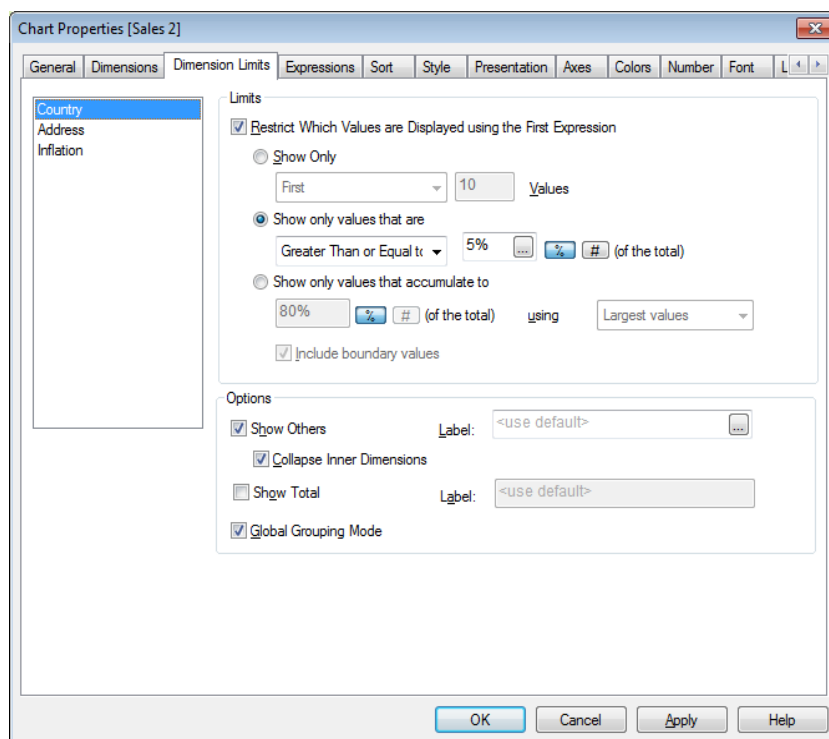 Chart Properties [Sales 2]
General Dimensions Dimension Limits Expressions Sort Style Presentation Axes Colors Number Font L
Country
Address
Inflation
Limits
Restrict Which Values are Displayed using the First Expression
Show Only
First 10 Values
Show only values that are
Greater Than or Equal to 5% ... % # (of the total)
Show only values that accumulate to
80% % # (of the total) using Largest values
Include boundary values
Options
Show Others Label: <use default> ...
Collapse Inner Dimensions
Show Total Label: <use default>
Global Grouping Mode
OK Cancel Apply Help